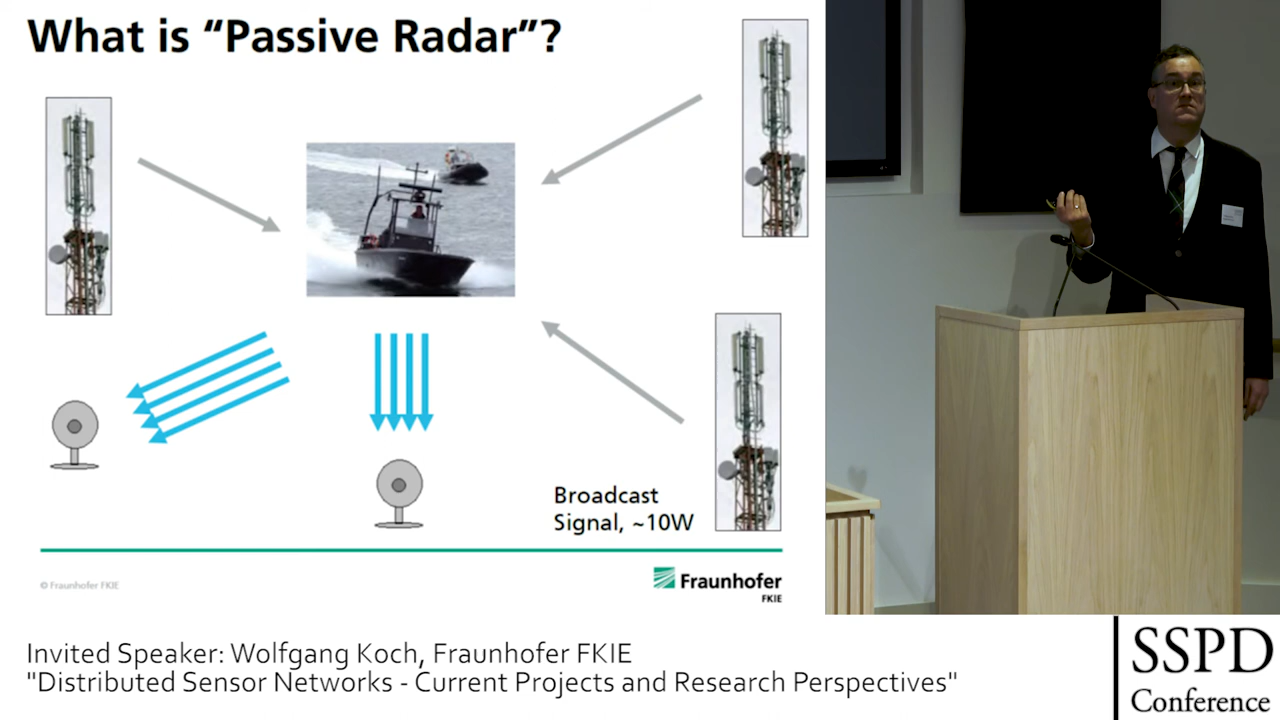 What is “Passive Radar”?
Broadcast
Signal, ~10W
© Fraunhofer FKIE
Fraunhofer
FKIE
Invited Speaker: Wolfgang Koch, Fraunhofer FKIE
"Distributed Sensor Networks - Current Projects and Research Perspectives"
SSPD
Conference